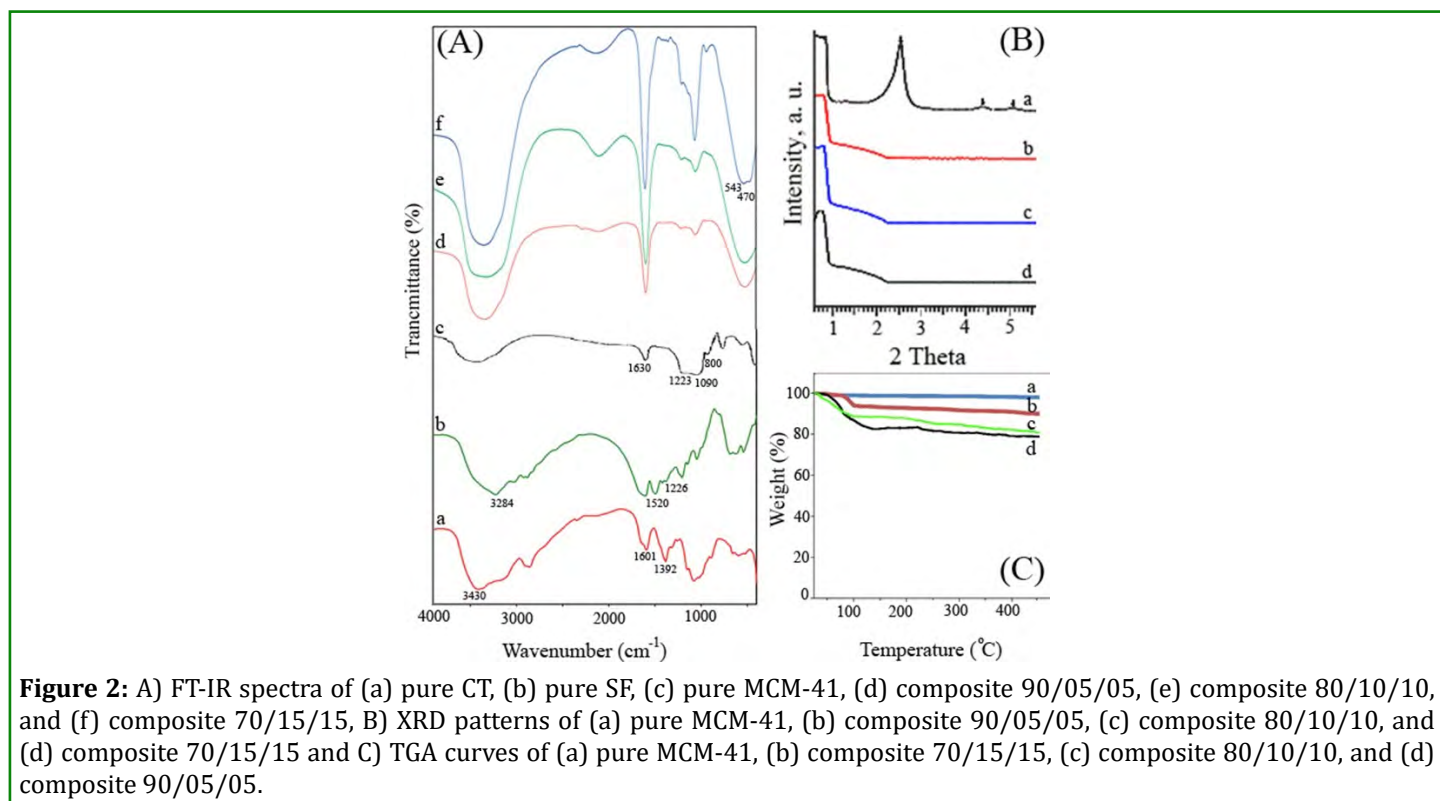 (A)
f
e
d
c
b
a
543
470
1630
1223
1090
800
3284
1520
1226
1601
1392
3430
Trancmittance (%)
4000 3000 2000 1000
Wavenumber (cm⁻¹)
(B)
a
b
c
d
Intensity, a. u.
1 2 3 4 5
2 Theta
(C)
a
b
c
d
100
80
60
40
20
0
Weight (%)
100 200 300 400
Temperature (°C)
Figure 2: A) FT-IR spectra of (a) pure CT, (b) pure SF, (c) pure MCM-41, (d) composite 90/05/05, (e) composite 80/10/10,
and (f) composite 70/15/15, B) XRD patterns of (a) pure MCM-41, (b) composite 90/05/05, (c) composite 80/10/10, and
(d) composite 70/15/15 and C) TGA curves of (a) pure MCM-41, (b) composite 70/15/15, (c) composite 80/10/10, and (d)
composite 90/05/05.